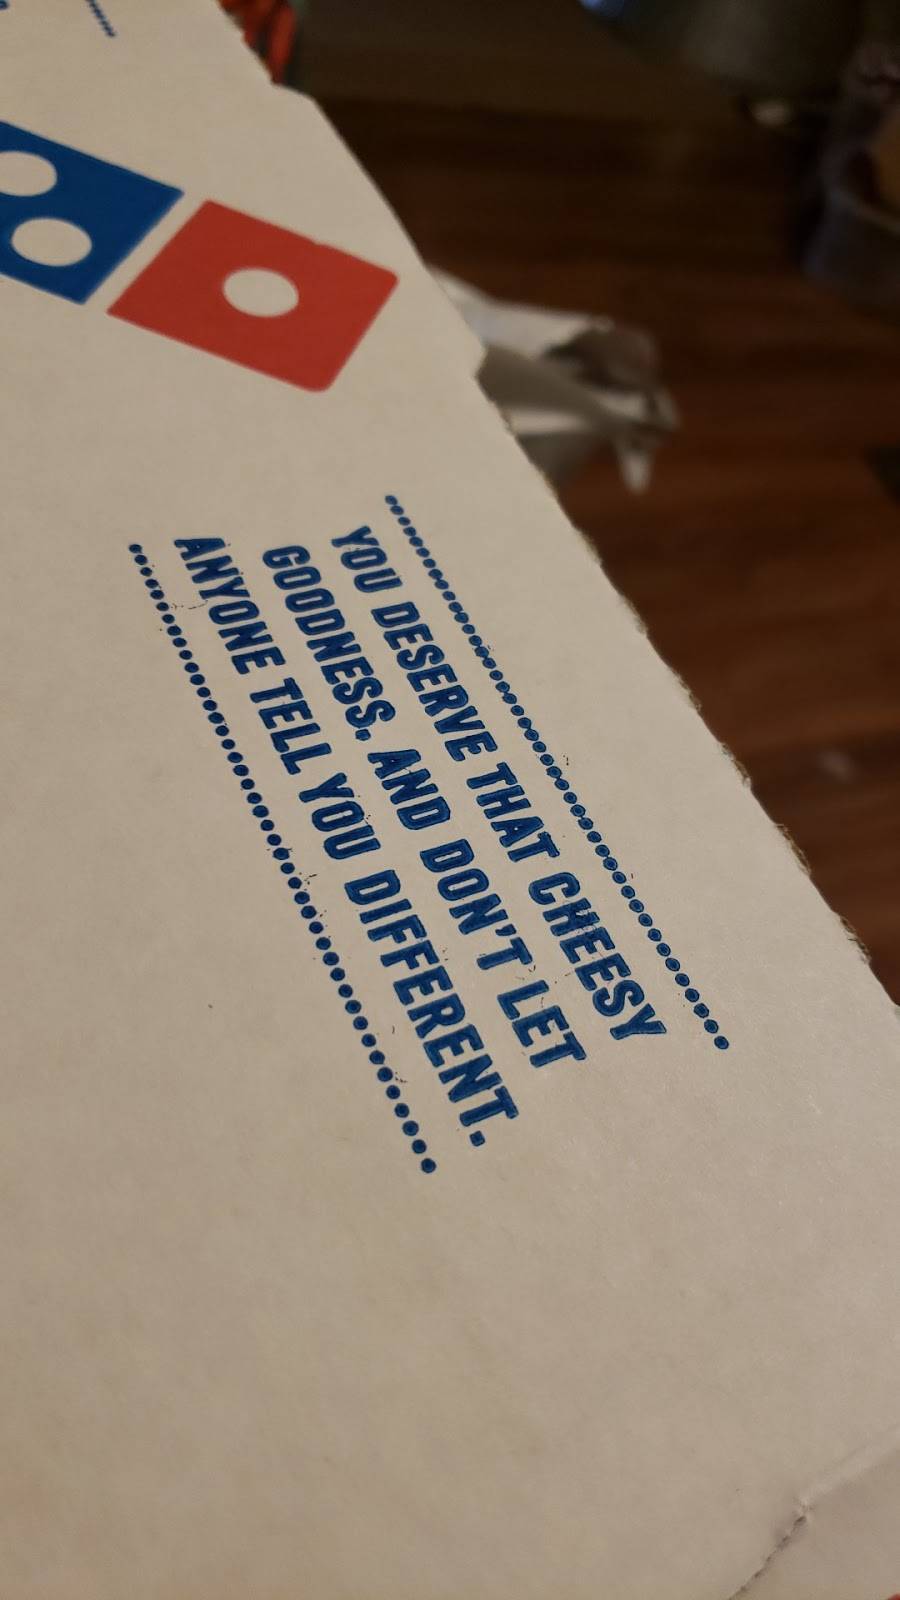 YOU DESERVE THAT CHEESY
GOODNESS. AND DON'T LET
ANYONE TELL YOU DIFFERENT.